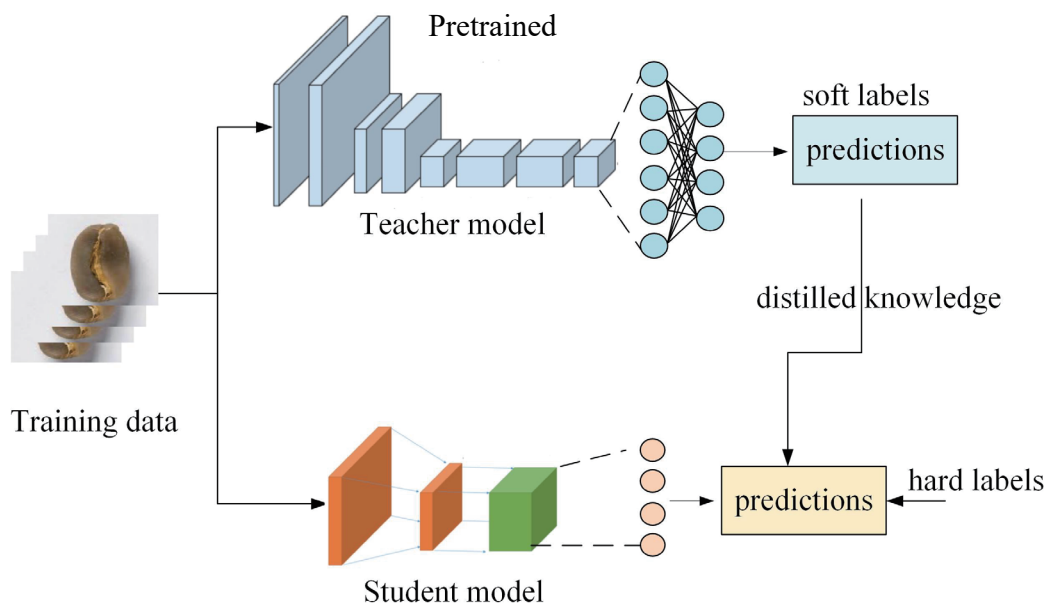 Pretrained
soft labels
predictions
Teacher model
distilled knowledge
Training data
hard labels
predictions
Student model